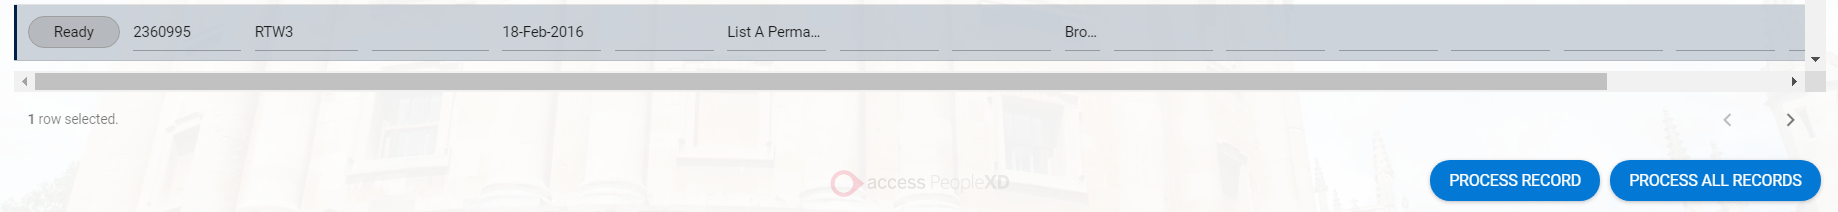 Ready 2360995 RTW3 18-Feb-2016 List A Perma... Bro...
1 row selected.
access PeopleXD
PROCESS RECORD PROCESS ALL RECORDS